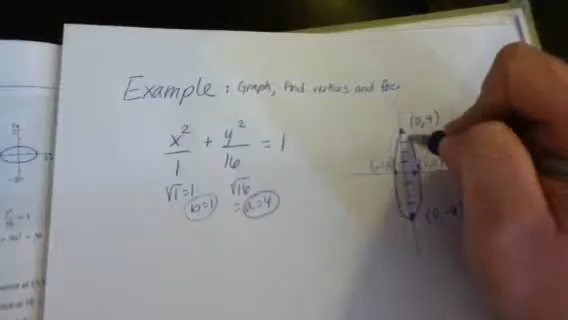 Example: Graph, find vertices and foci
x²/1 + y²/16 = 1
√1=1 √16
b=1 = a=4
(0,4)
(0,-4)